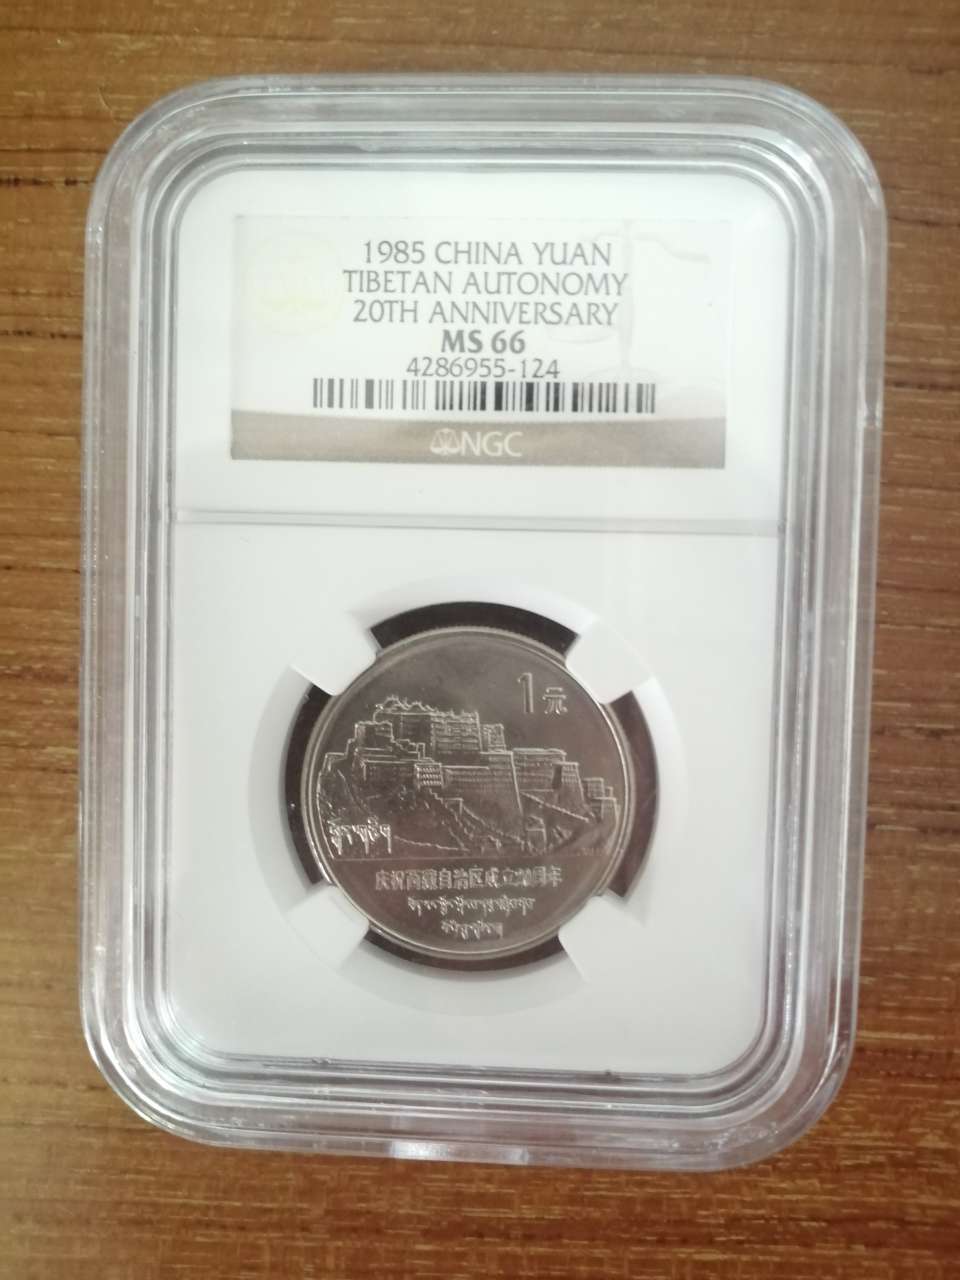 1985 CHINA YUAN
TIBETAN AUTONOMY
20TH ANNIVERSARY
MS 66
4286955-124
NGC
1元
庆祝西藏自治区成立20周年